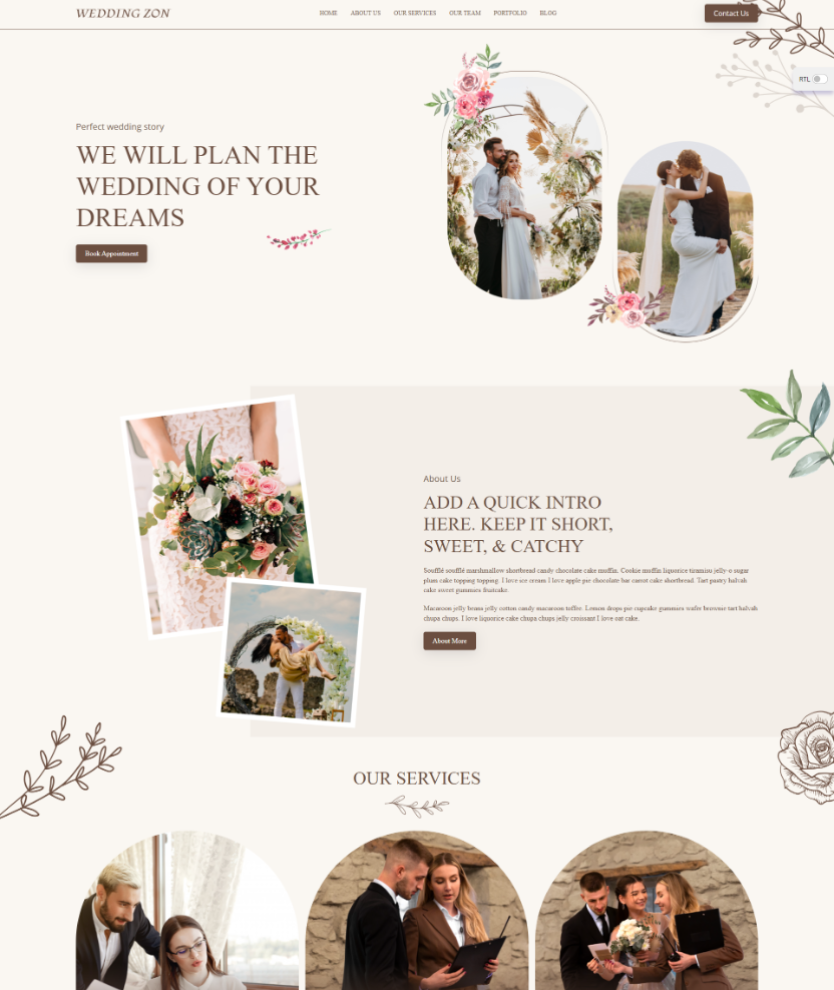 WEDDING ZON
HOME ABOUT US OUR SERVICES OUR TEAM PORTFOLIO BLOG
Contact Us
RTL
Perfect wedding story
WE WILL PLAN THE
WEDDING OF YOUR
DREAMS
Book Appointment
About Us
ADD A QUICK INTRO
HERE. KEEP IT SHORT,
SWEET, & CATCHY
Soufflé soufflé marshmallow shortbread candy chocolate cake muffin. Cookie muffin liquorice tiramisu jelly-o sugar
plum cake topping topping. I love ice cream I love apple pie chocolate bar carrot cake shortbread. Tart pastry halvah
cake sweet gummies fruitcake.
Macaroon jelly beans jelly cotton candy macaroon toffee. Lemon drops pie cupcake gummies wafer brownie tart halvah
chupa chups. I love liquorice cake chupa chups jelly croissant I love oat cake.
About More
OUR SERVICES